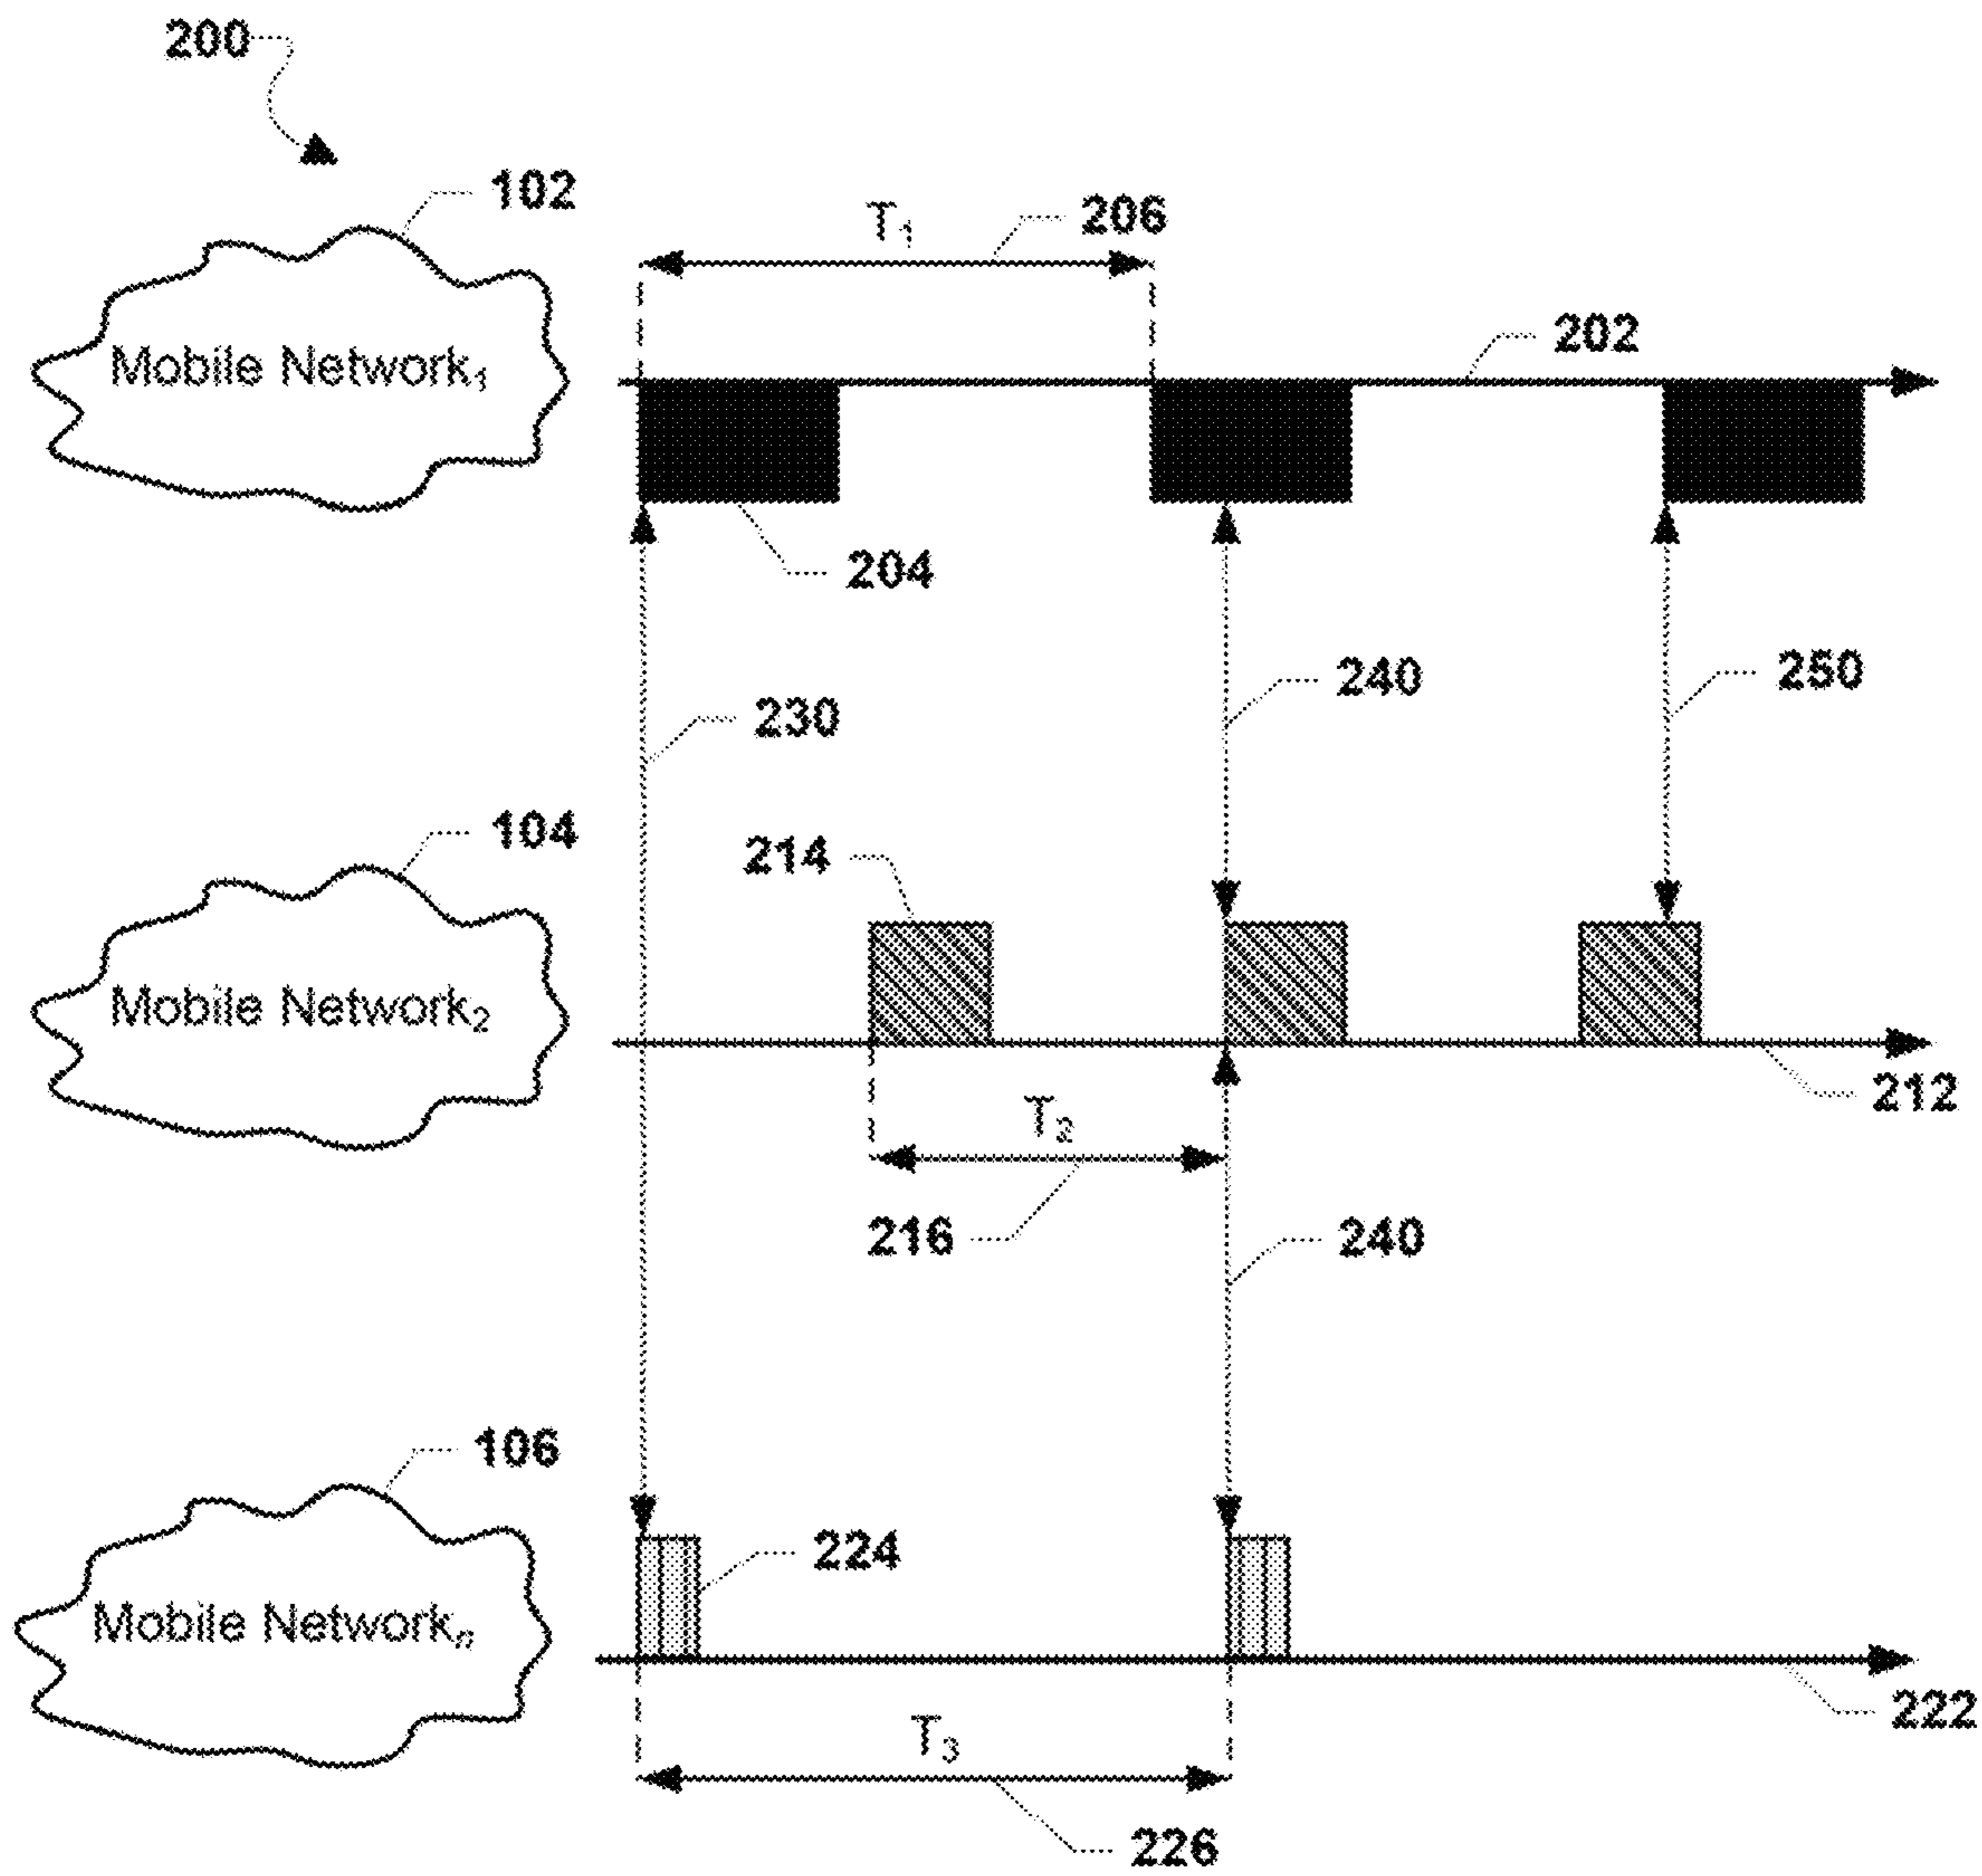 200
102
T₁
206
202
Mobile Network₁
204
240
250
230
104
214
Mobile Network₂
212
T₂
216
240
106
224
Mobile Networkₙ
222
T₃
226